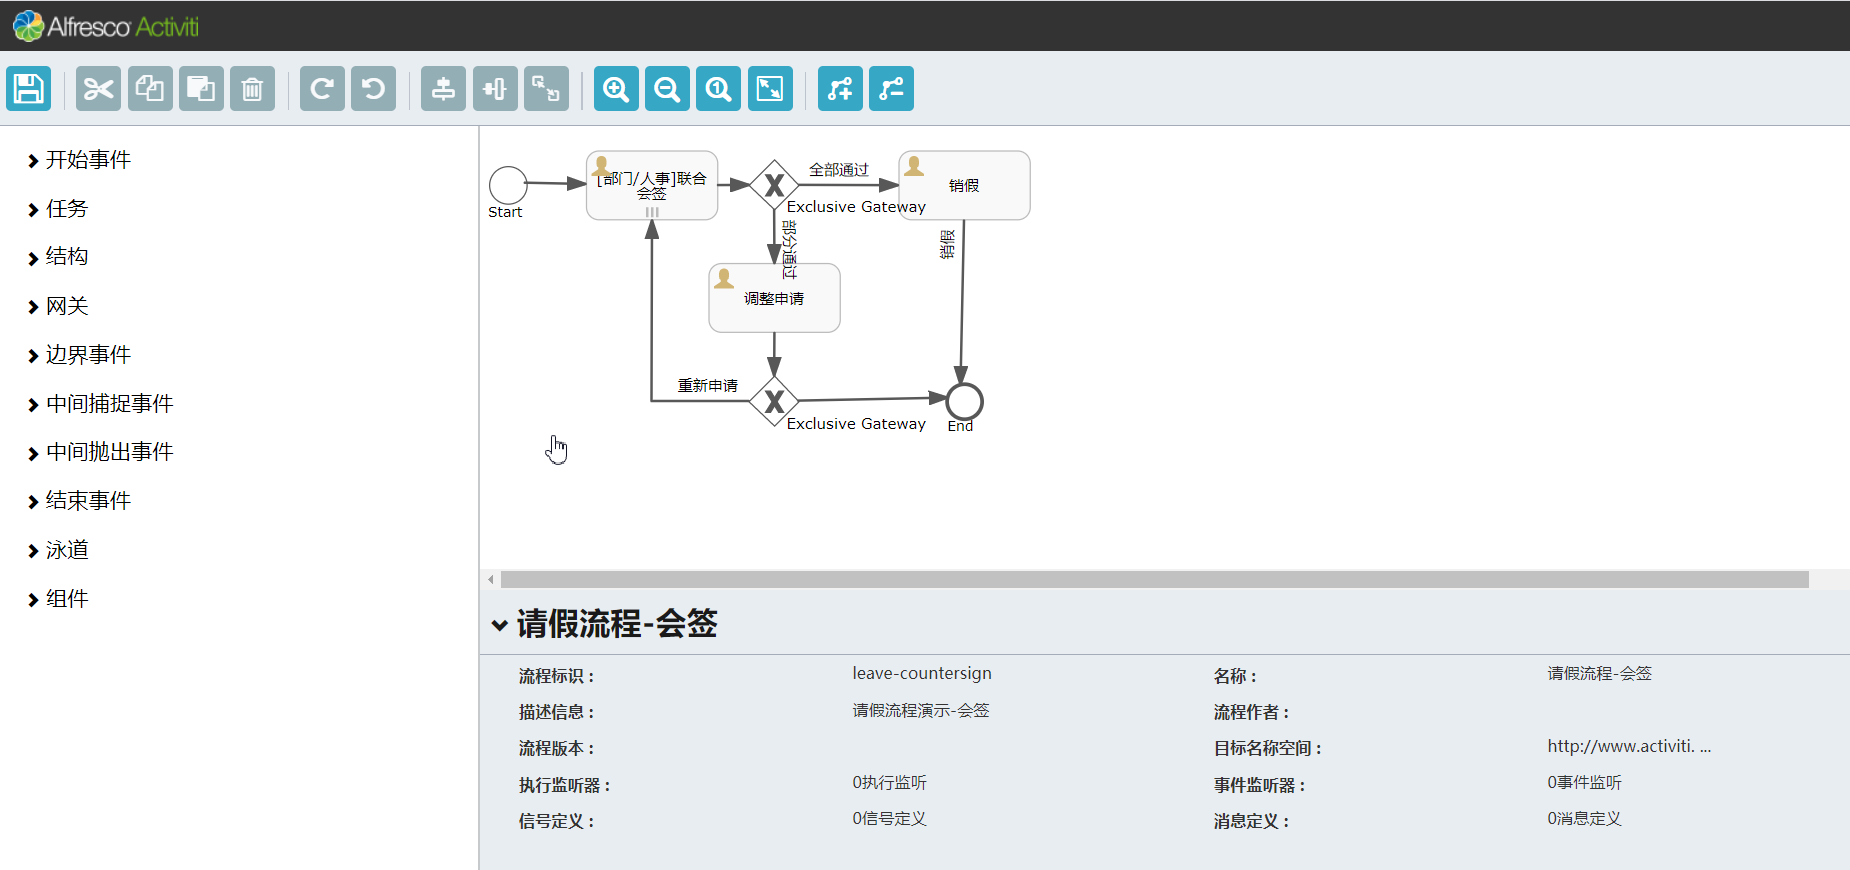 Alfresco Activiti
开始事件
任务
结构
网关
边界事件
中间捕捉事件
中间抛出事件
结束事件
泳道
组件
Start
[部门/人事]联合
会签
全部通过
Exclusive Gateway
销假
部分通过
销假
调整申请
重新申请
Exclusive Gateway
End
请假流程-会签
流程标识：
leave-countersign
名称：
请假流程-会签
描述信息：
请假流程演示-会签
流程作者：
流程版本：
目标名称空间：
http://www.activiti. ...
执行监听器：
0执行监听
事件监听器：
0事件监听
信号定义：
0信号定义
消息定义：
0消息定义